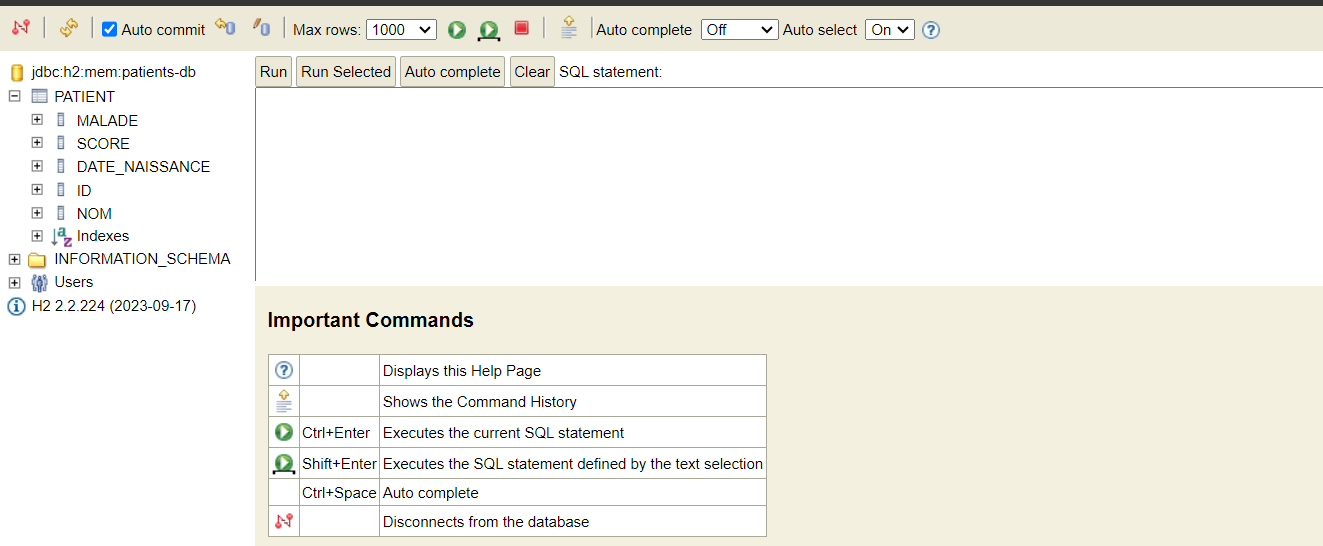 Auto commit Max rows: 1000 Auto complete Off Auto select On
jdbc:h2:mem:patients-db
PATIENT
MALADE
SCORE
DATE_NAISSANCE
ID
NOM
Indexes
INFORMATION_SCHEMA
Users
H2 2.2.224 (2023-09-17)
Run Run Selected Auto complete Clear SQL statement:
Important Commands
Displays this Help Page
Shows the Command History
Ctrl+Enter Executes the current SQL statement
Shift+Enter Executes the SQL statement defined by the text selection
Ctrl+Space Auto complete
Disconnects from the database